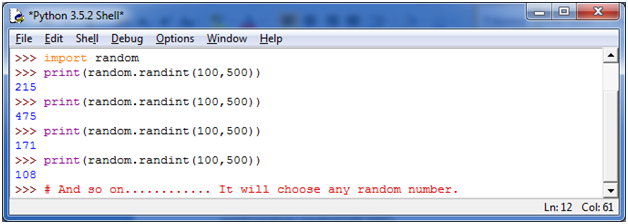 *Python 3.5.2 Shell*
File Edit Shell Debug Options Window Help
>>> import random
>>> print(random.randint(100,500))
215
>>> print(random.randint(100,500))
475
>>> print(random.randint(100,500))
171
>>> print(random.randint(100,500))
108
>>> # And so on............ It will choose any random number.
Ln: 12 Col: 61